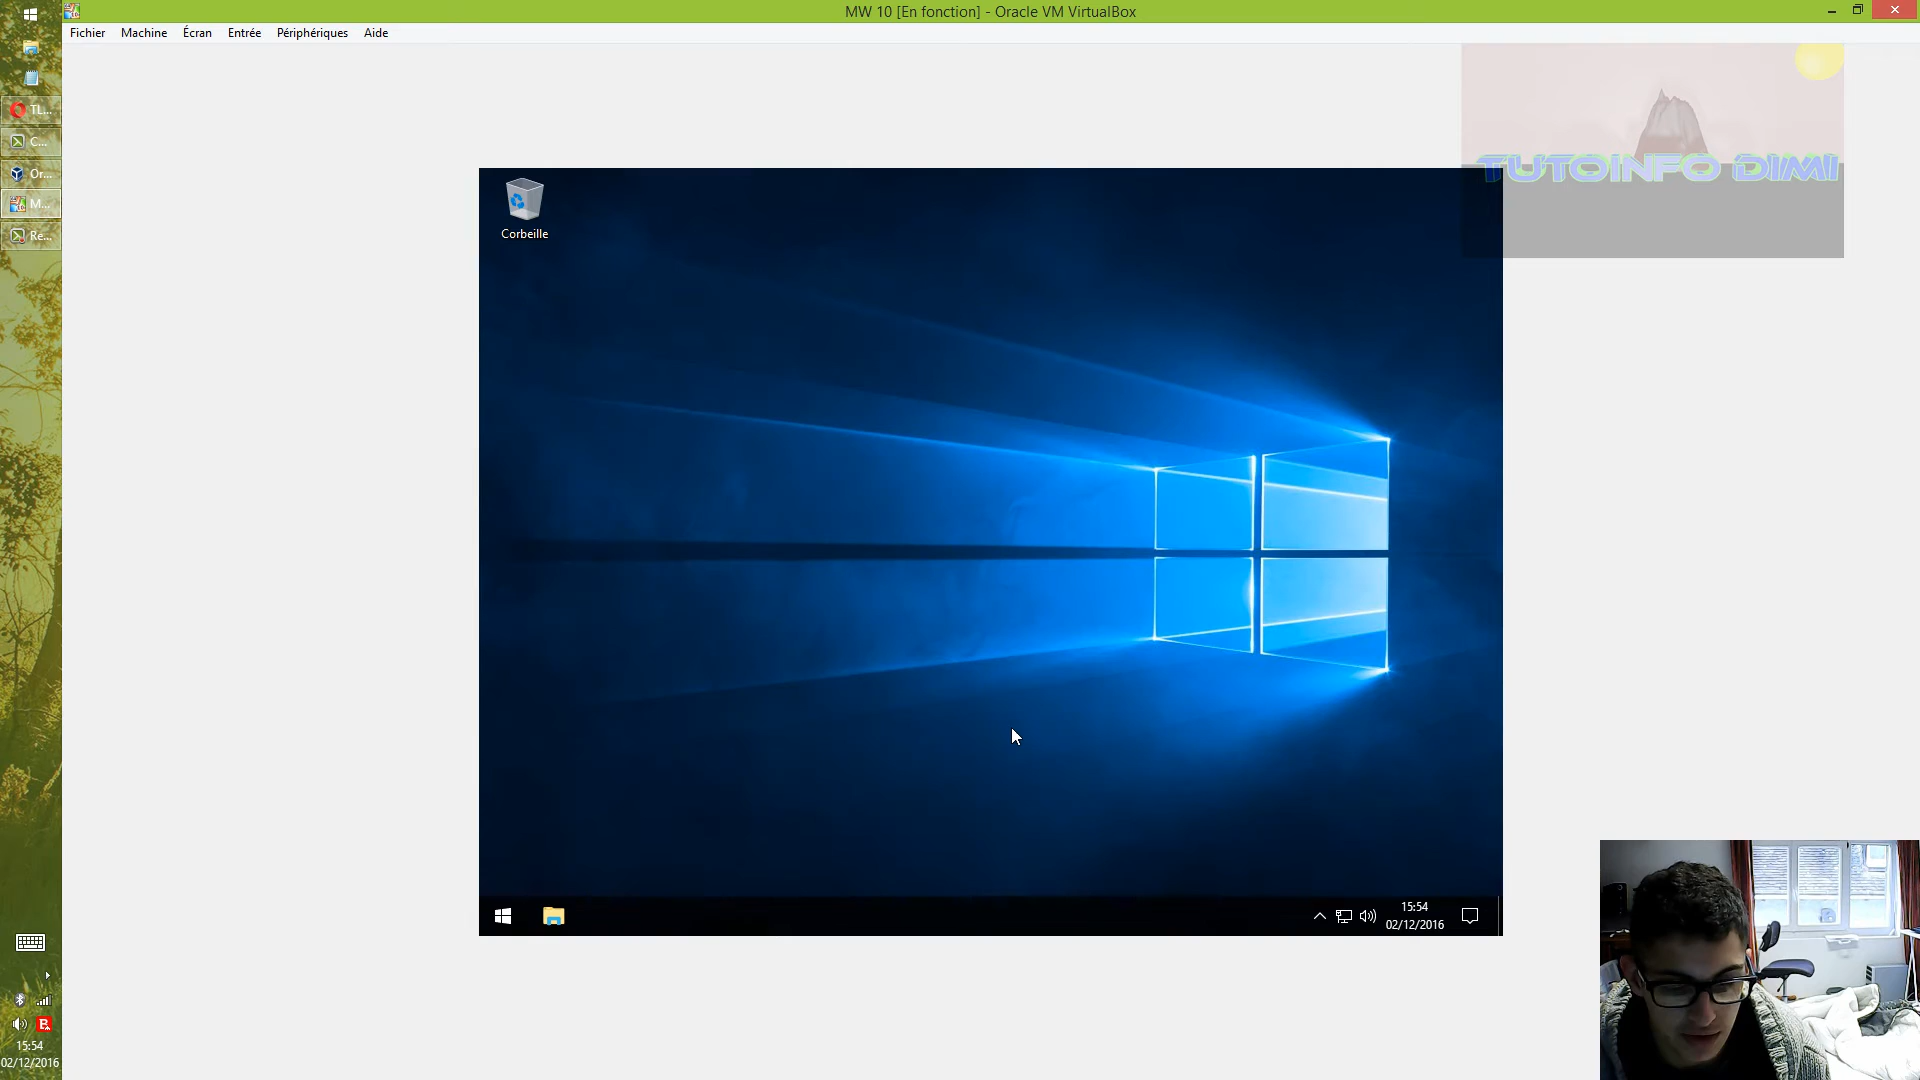 MW 10 [En fonction] - Oracle VM VirtualBox
Fichier Machine Écran Entrée Périphériques Aide
TL...
C...
Or...
M...
Re...
TUTOINFO DIMI
Corbeille
15:54
02/12/2016
15:54
02/12/2016